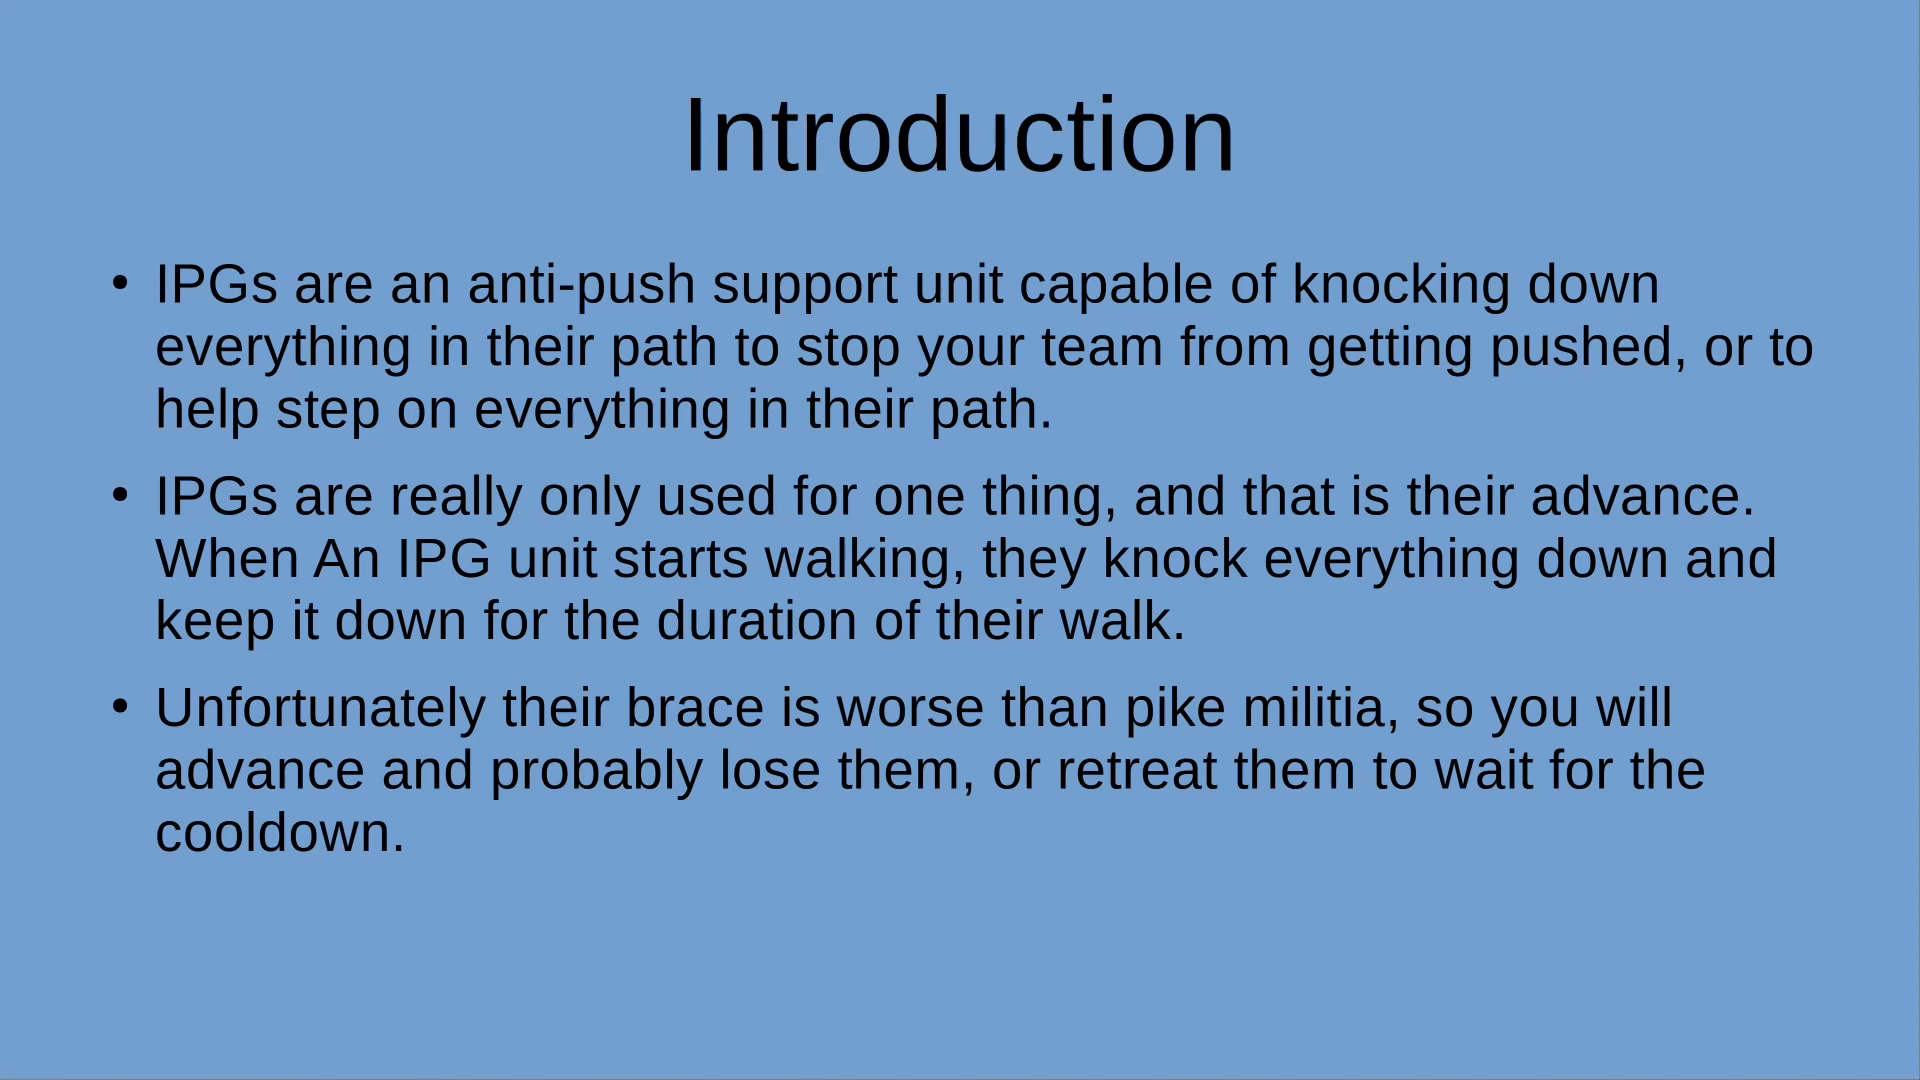 Introduction
• IPGs are an anti-push support unit capable of knocking down
everything in their path to stop your team from getting pushed, or to
help step on everything in their path.
• IPGs are really only used for one thing, and that is their advance.
When An IPG unit starts walking, they knock everything down and
keep it down for the duration of their walk.
• Unfortunately their brace is worse than pike militia, so you will
advance and probably lose them, or retreat them to wait for the
cooldown.